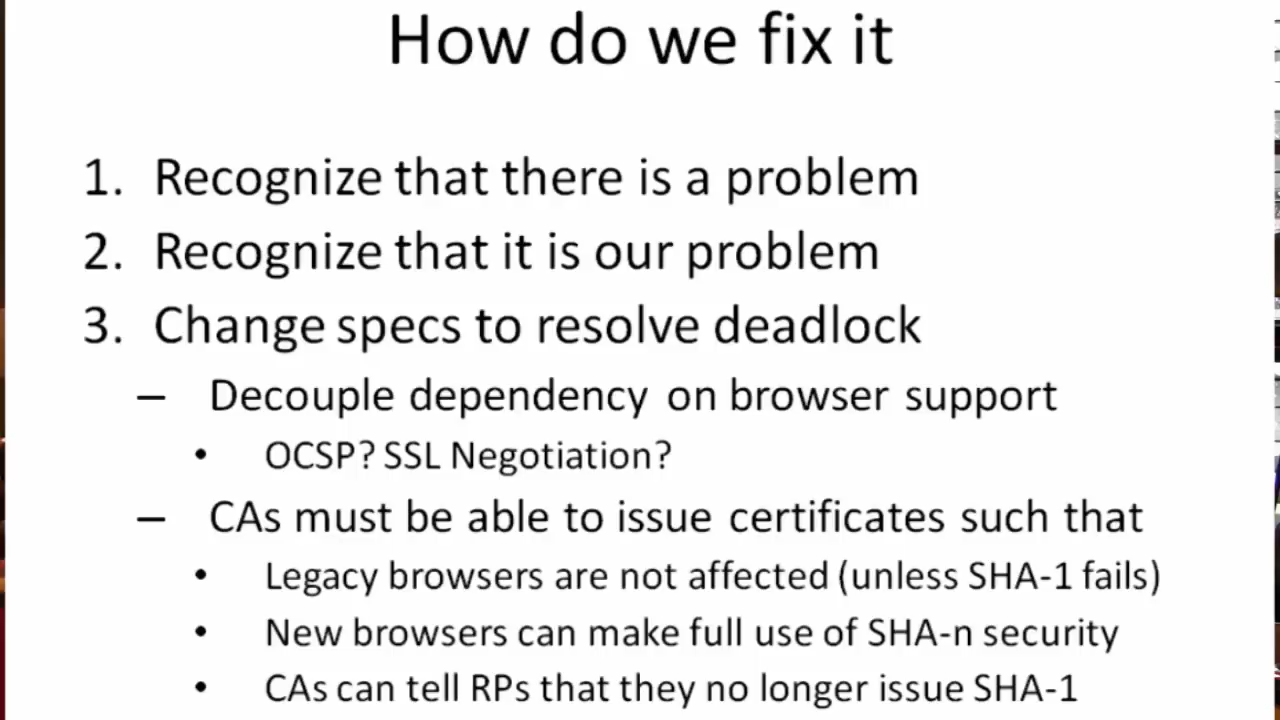 How do we fix it
1. Recognize that there is a problem
2. Recognize that it is our problem
3. Change specs to resolve deadlock
– Decouple dependency on browser support
• OCSP? SSL Negotiation?
– CAs must be able to issue certificates such that
• Legacy browsers are not affected (unless SHA-1 fails)
• New browsers can make full use of SHA-n security
• CAs can tell RPs that they no longer issue SHA-1